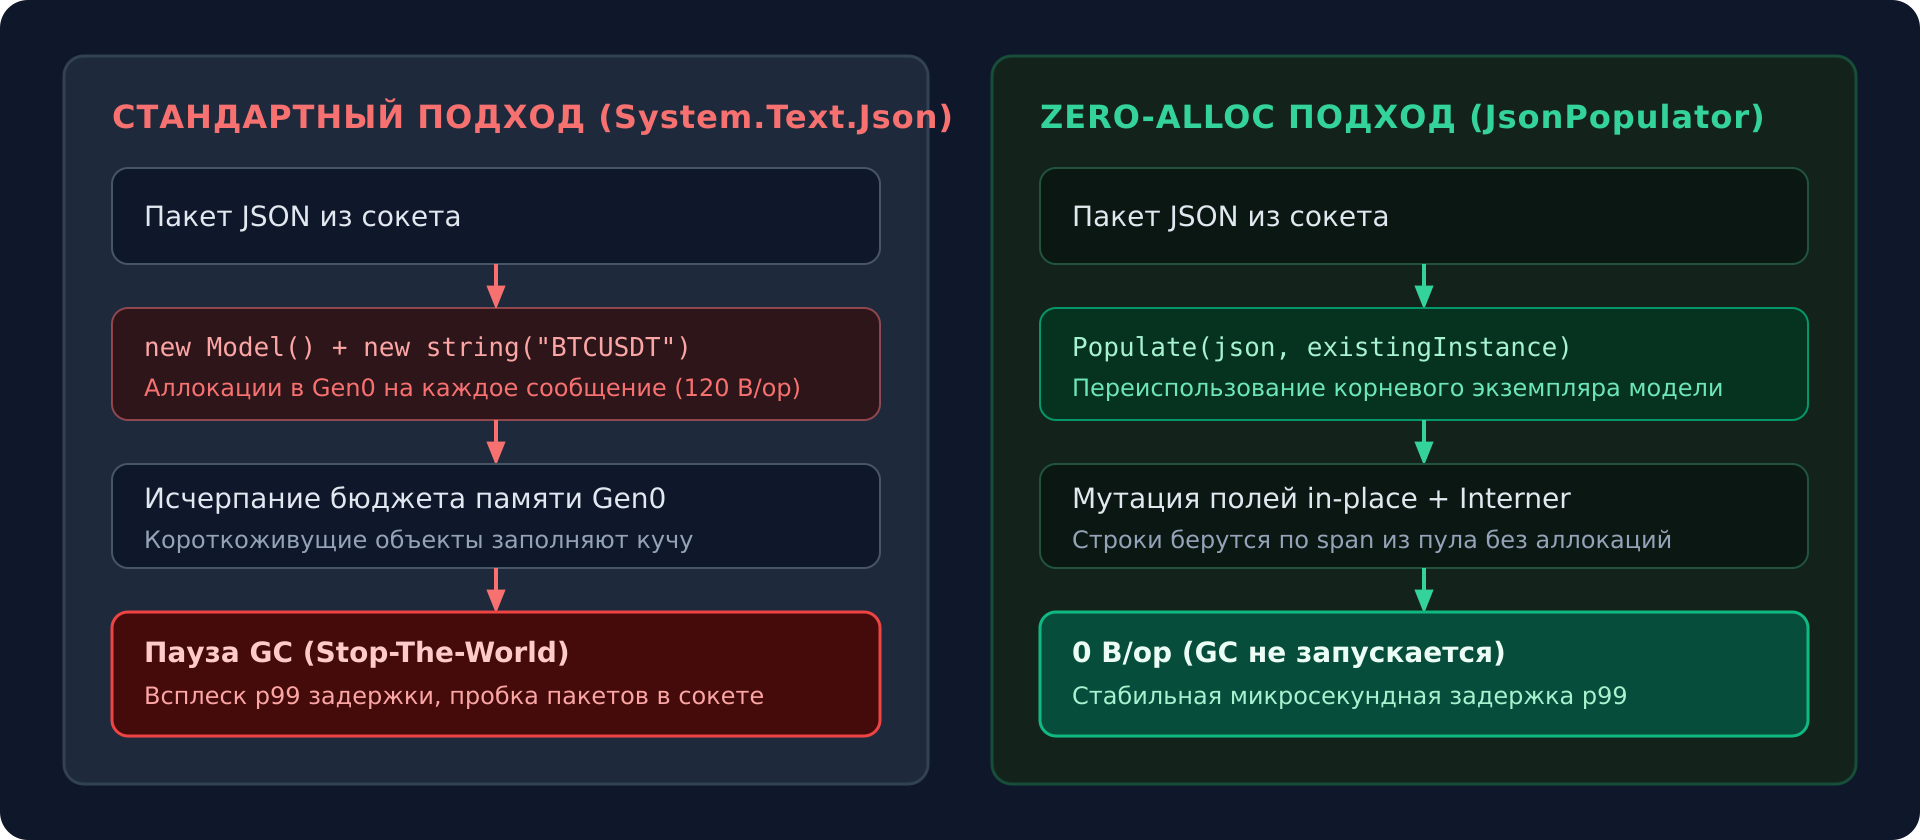 СТАНДАРТНЫЙ ПОДХОД (System.Text.Json)
Пакет JSON из сокета
new Model() + new string("BTCUSDT")
Аллокации в Gen0 на каждое сообщение (120 B/op)
Исчерпание бюджета памяти Gen0
Короткоживущие объекты заполняют кучу
Пауза GC (Stop-The-World)
Всплеск p99 задержки, пробка пакетов в сокете
ZERO-ALLOC ПОДХОД (JsonPopulator)
Пакет JSON из сокета
Populate(json, existingInstance)
Переиспользование корневого экземпляра модели
Мутация полей in-place + Interner
Строки берутся по span из пула без аллокаций
0 B/op (GC не запускается)
Стабильная микросекундная задержка p99